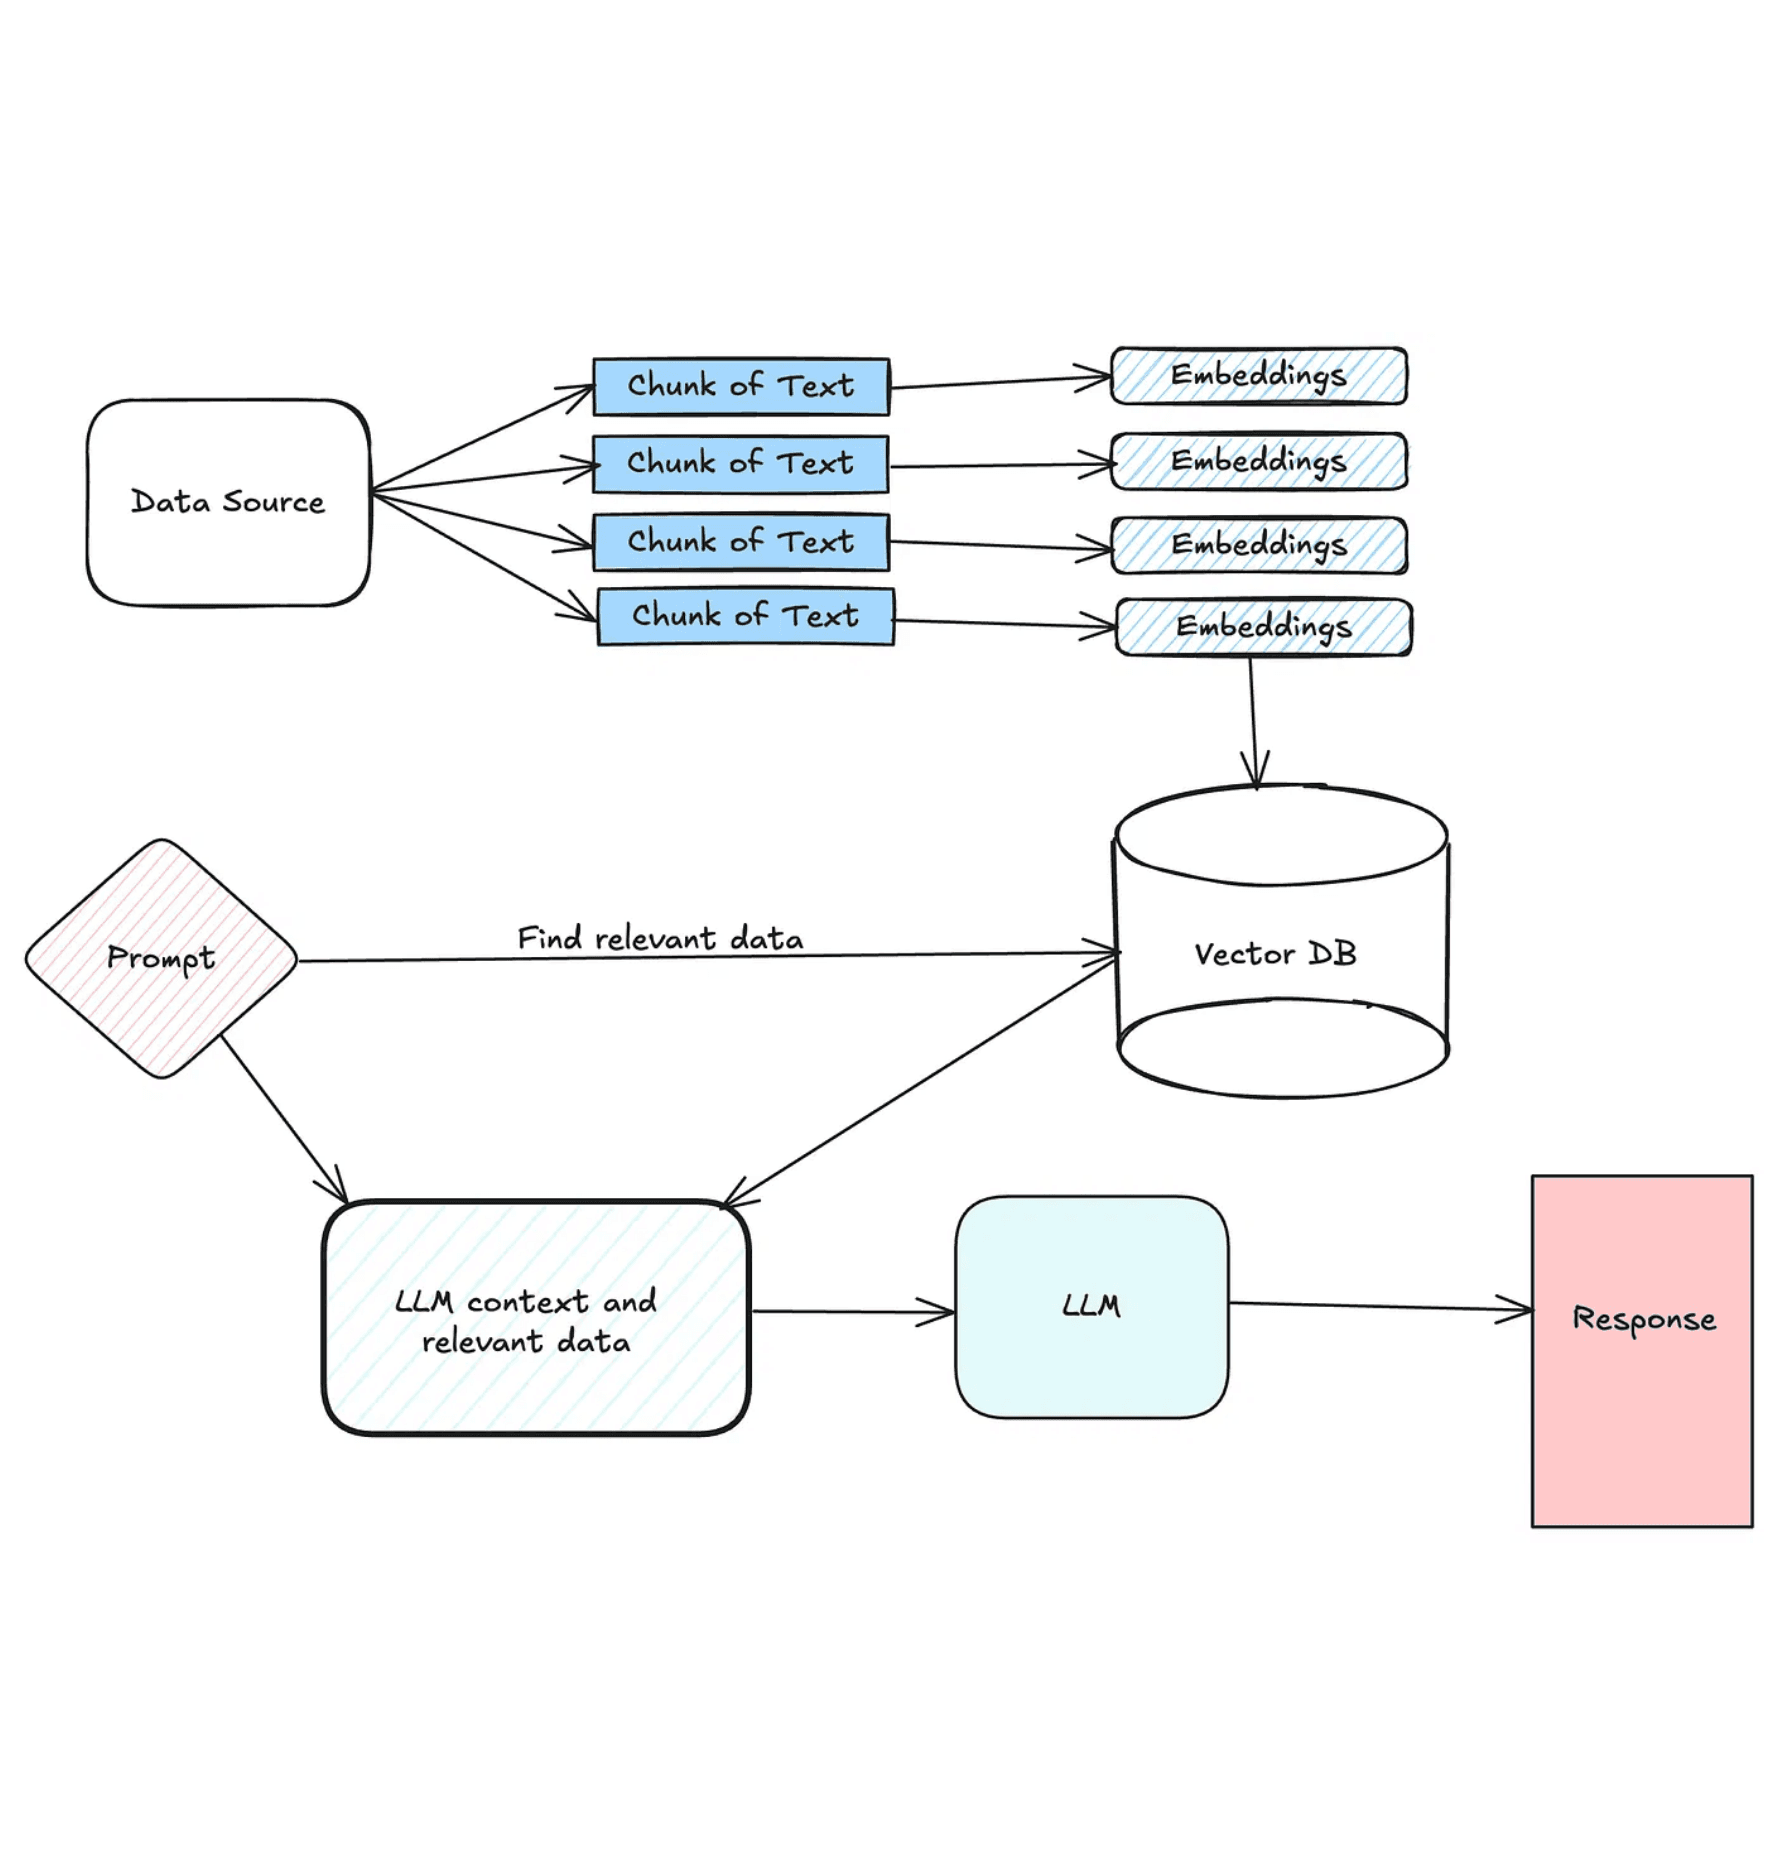 Data Source
Chunk of Text
Chunk of Text
Chunk of Text
Chunk of Text
Embeddings
Embeddings
Embeddings
Embeddings
Prompt
Find relevant data
Vector DB
LLM context and
relevant data
LLM
Response